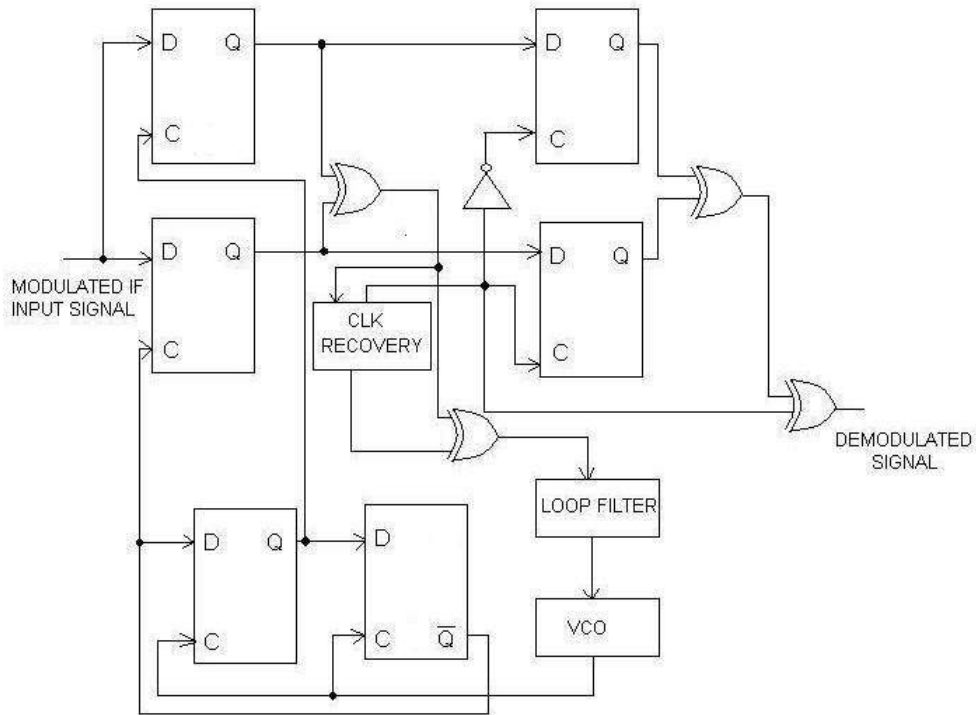 D Q
C
D Q
C
D Q
C
D Q
C
MODULATED IF
INPUT SIGNAL
CLK
RECOVERY
DEMODULATED
SIGNAL
LOOP FILTER
VCO
D Q
C
D
C Q̅